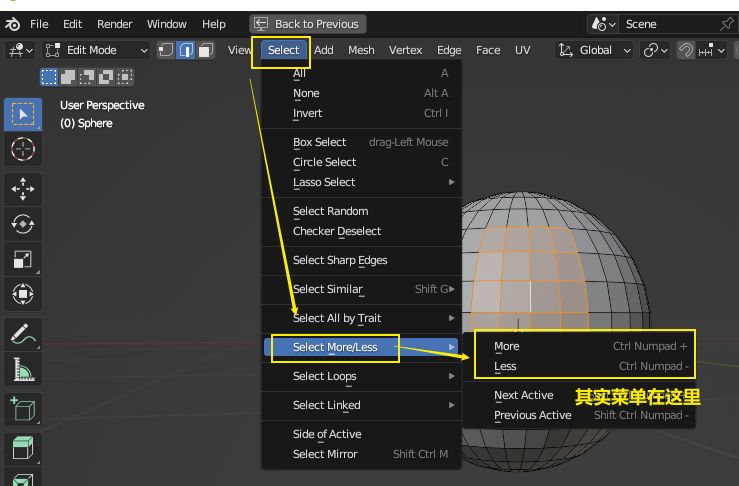 File Edit Render Window Help Back to Previous Scene
Edit Mode View Select Add Mesh Vertex Edge Face UV Global
User Perspective
(0) Sphere
All A
None Alt A
Invert Ctrl I
Box Select drag-Left Mouse
Circle Select C
Lasso Select
Select Random
Checker Deselect
Select Sharp Edges
Select Similar Shift G
Select All by Trait
Select More/Less
More Ctrl Numpad +
Less Ctrl Numpad -
Next Active
其实菜单在这里
Previous Active Shift Ctrl Numpad -
Select Loops
Select Linked
Side of Active
Select Mirror Shift Ctrl M